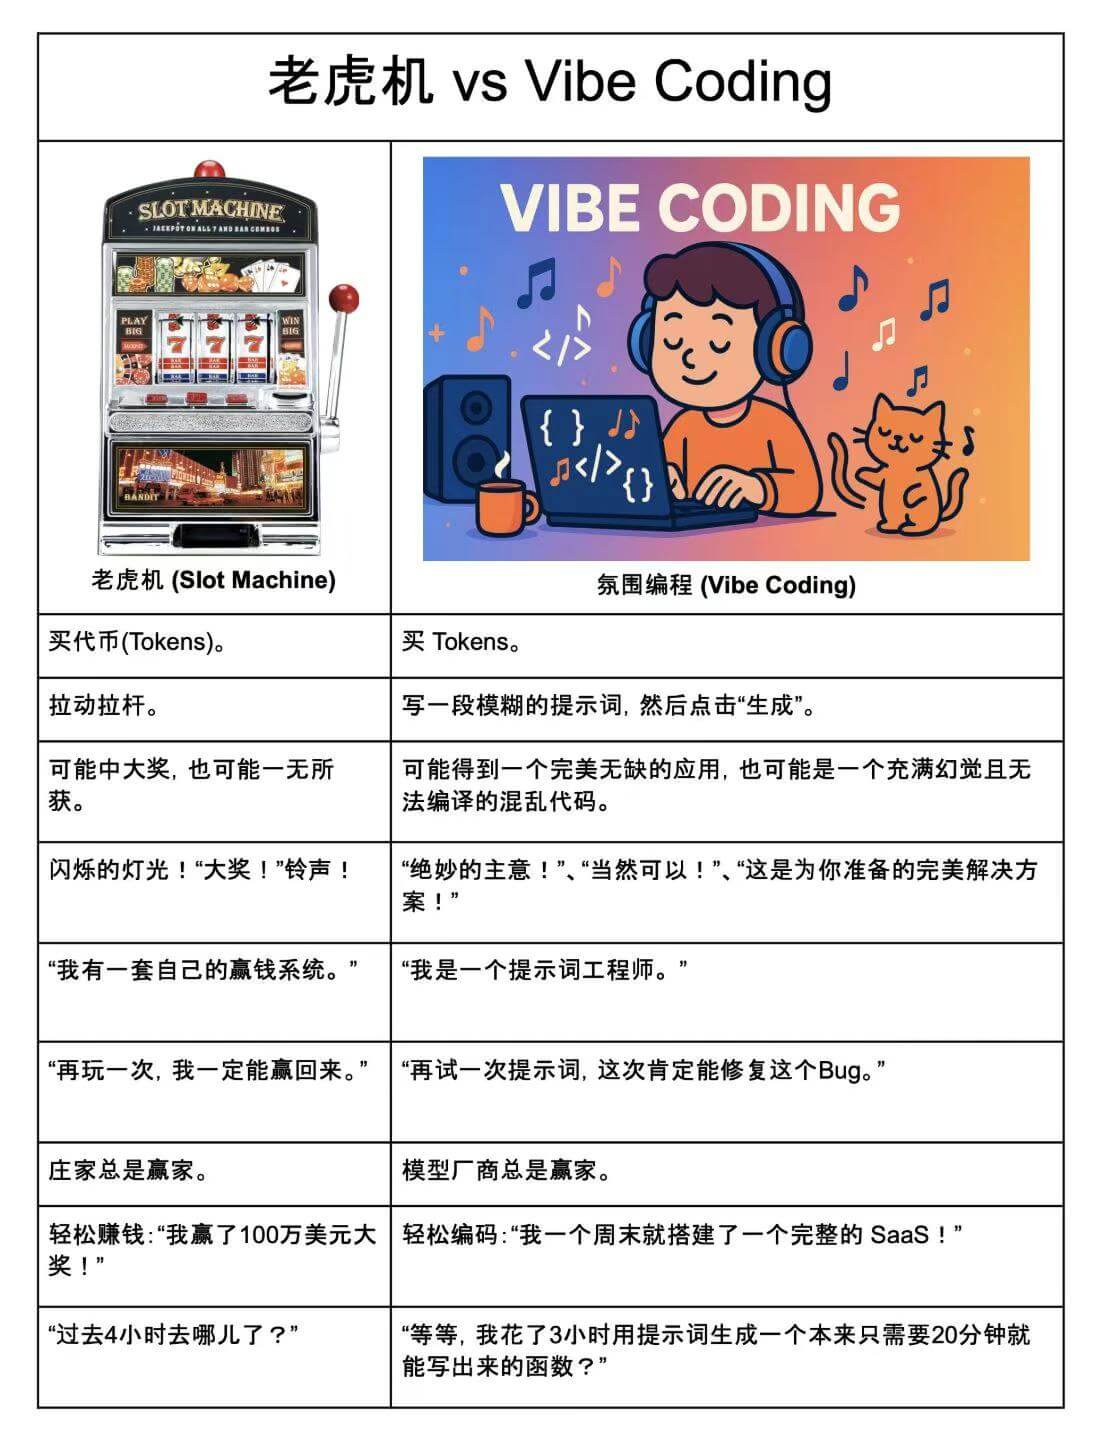 老虎机 vs Vibe Coding
SLOT MACHINE
JACKPOT ON ALL 7 AND BAR COMBOS
PLAY
BIG
WIN
BIG
7 7 7
BAR BAR BAR
BANDIT
老虎机 (Slot Machine)
VIBE CODING
</>
{ }
</>
{}
氛围编程 (Vibe Coding)
买代币(Tokens)。
买 Tokens。
拉动拉杆。
写一段模糊的提示词, 然后点击“生成”。
可能中大奖, 也可能一无所
获。
可能得到一个完美无缺的应用, 也可能是一个充满幻觉且无
法编译的混乱代码。
闪烁的灯光！“大奖！”铃声！
“绝妙的主意！”、“当然可以！”、“这是为你准备的完美解决方
案！”
“我有一套自己的赢钱系统。”
“我是一个提示词工程师。”
“再玩一次, 我一定能赢回来。”
“再试一次提示词, 这次肯定能修复这个Bug。”
庄家总是赢家。
模型厂商总是赢家。
轻松赚钱:“我赢了100万美元大
奖！”
轻松编码:“我一个周末就搭建了一个完整的 SaaS！”
“过去4小时去哪儿了？”
“等等, 我花了3小时用提示词生成一个本来只需要20分钟就
能写出来的函数？”